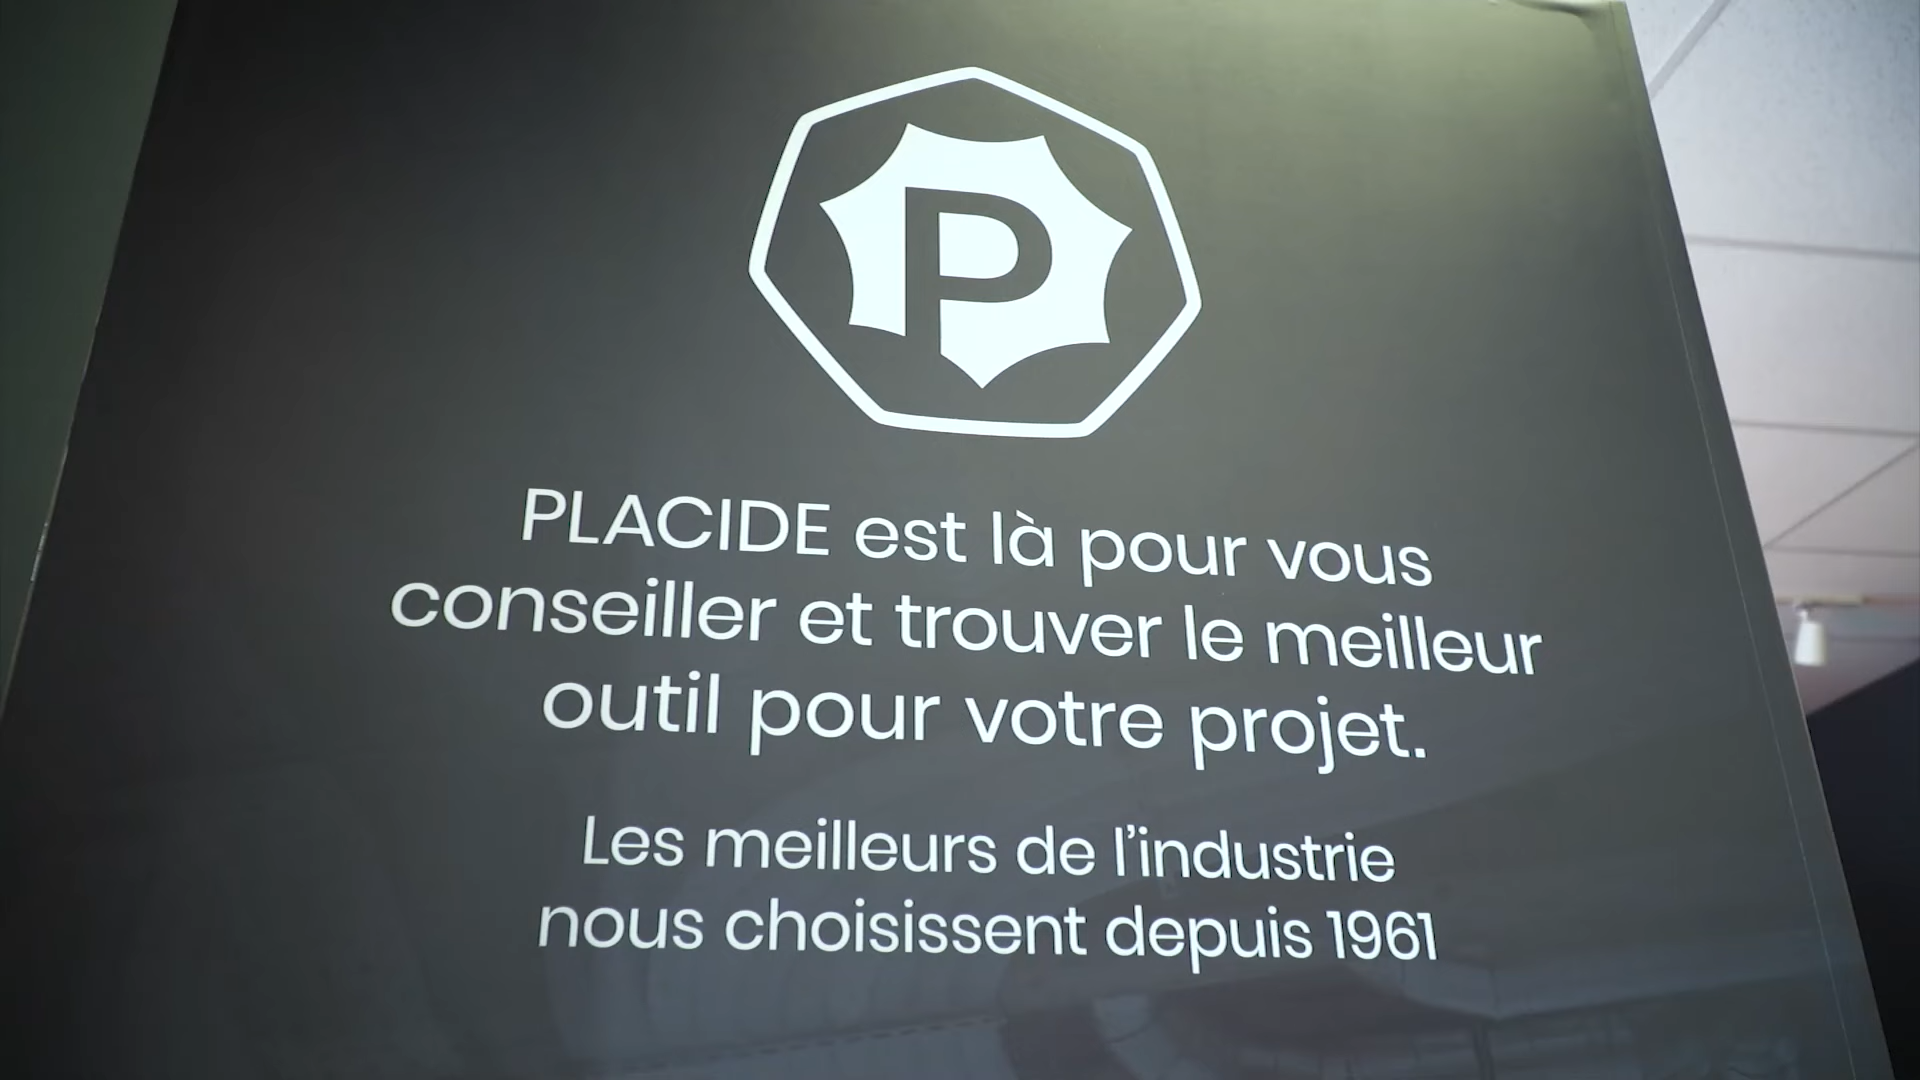 P
PLACIDE est là pour vous
conseiller et trouver le meilleur
outil pour votre projet.
Les meilleurs de l'industrie
nous choisissent depuis 1961